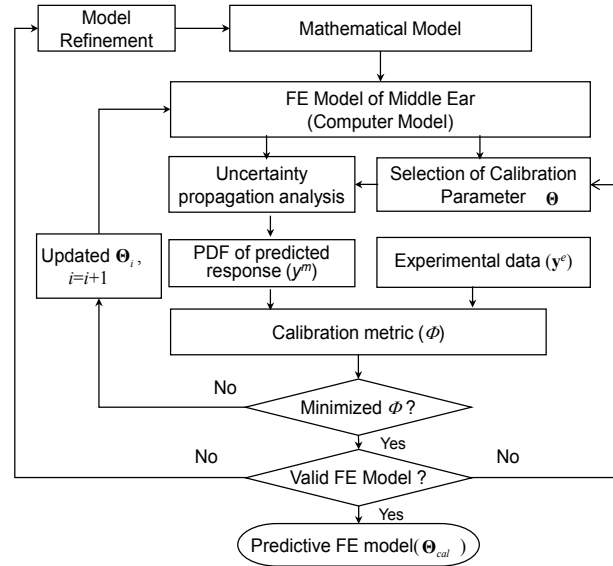 Model
Refinement
Mathematical Model
FE Model of Middle Ear
(Computer Model)
Uncertainty
propagation analysis
Selection of Calibration
Parameter Θ
Updated Θi ,
i=i+1
PDF of predicted
response (yᵐ)
Experimental data (yᵉ)
Calibration metric (Φ)
No
Minimized Φ ?
Yes
No
Valid FE Model ?
No
Yes
Predictive FE model(Θcal )